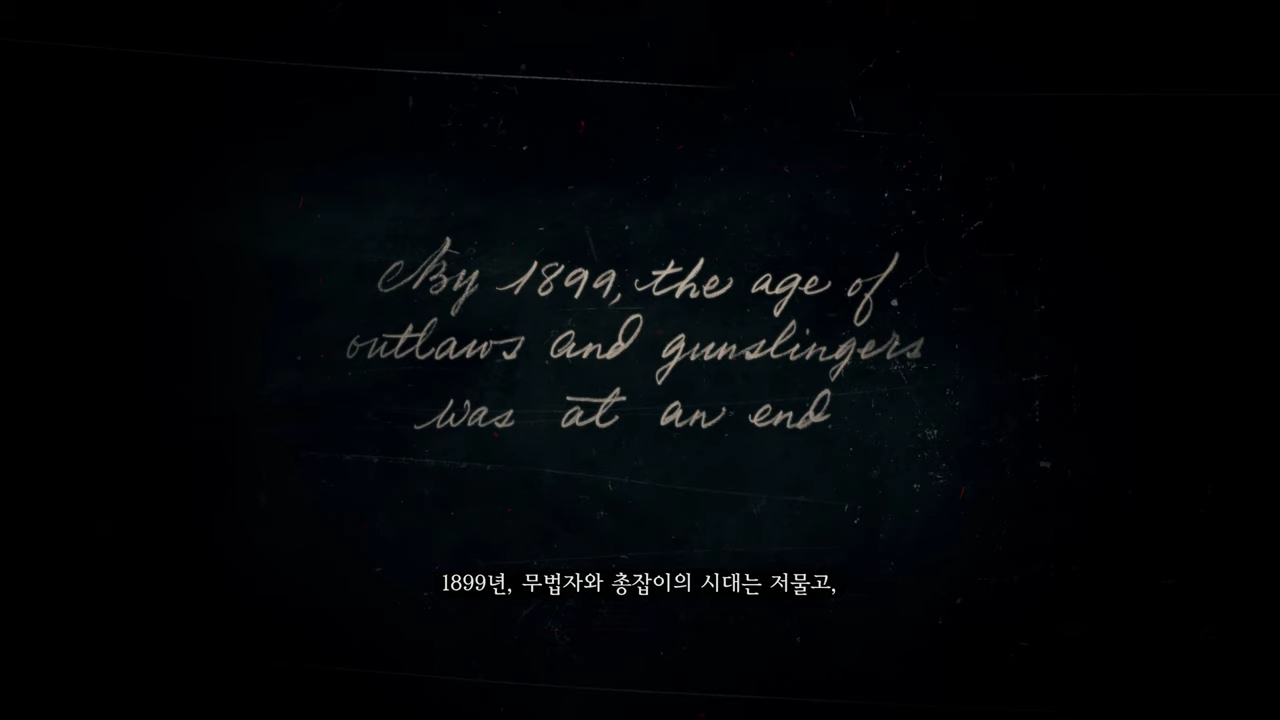 By 1899, the age of
outlaws and gunslingers
was at an end
1899년, 무법자와 총잡이의 시대는 저물고,